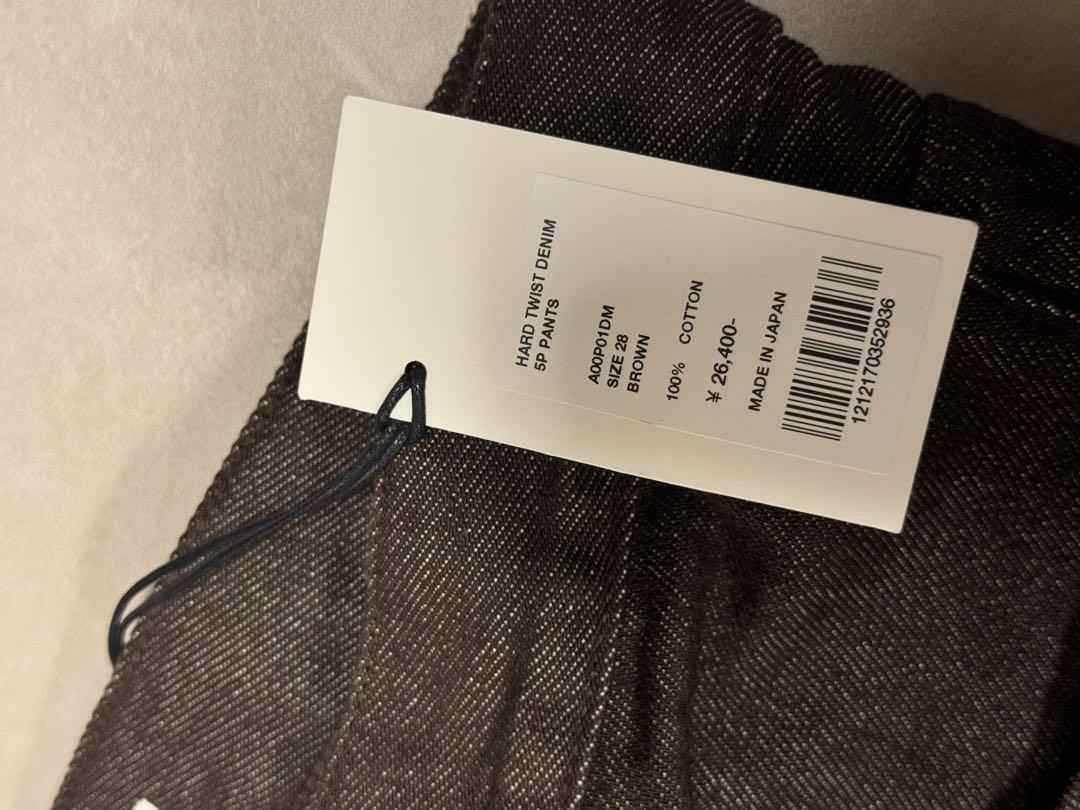 HARD TWIST DENIM
5P PANTS
A00P01DM
SIZE 28
BROWN
100% COTTON
¥ 26,400-
MADE IN JAPAN
1212170352936